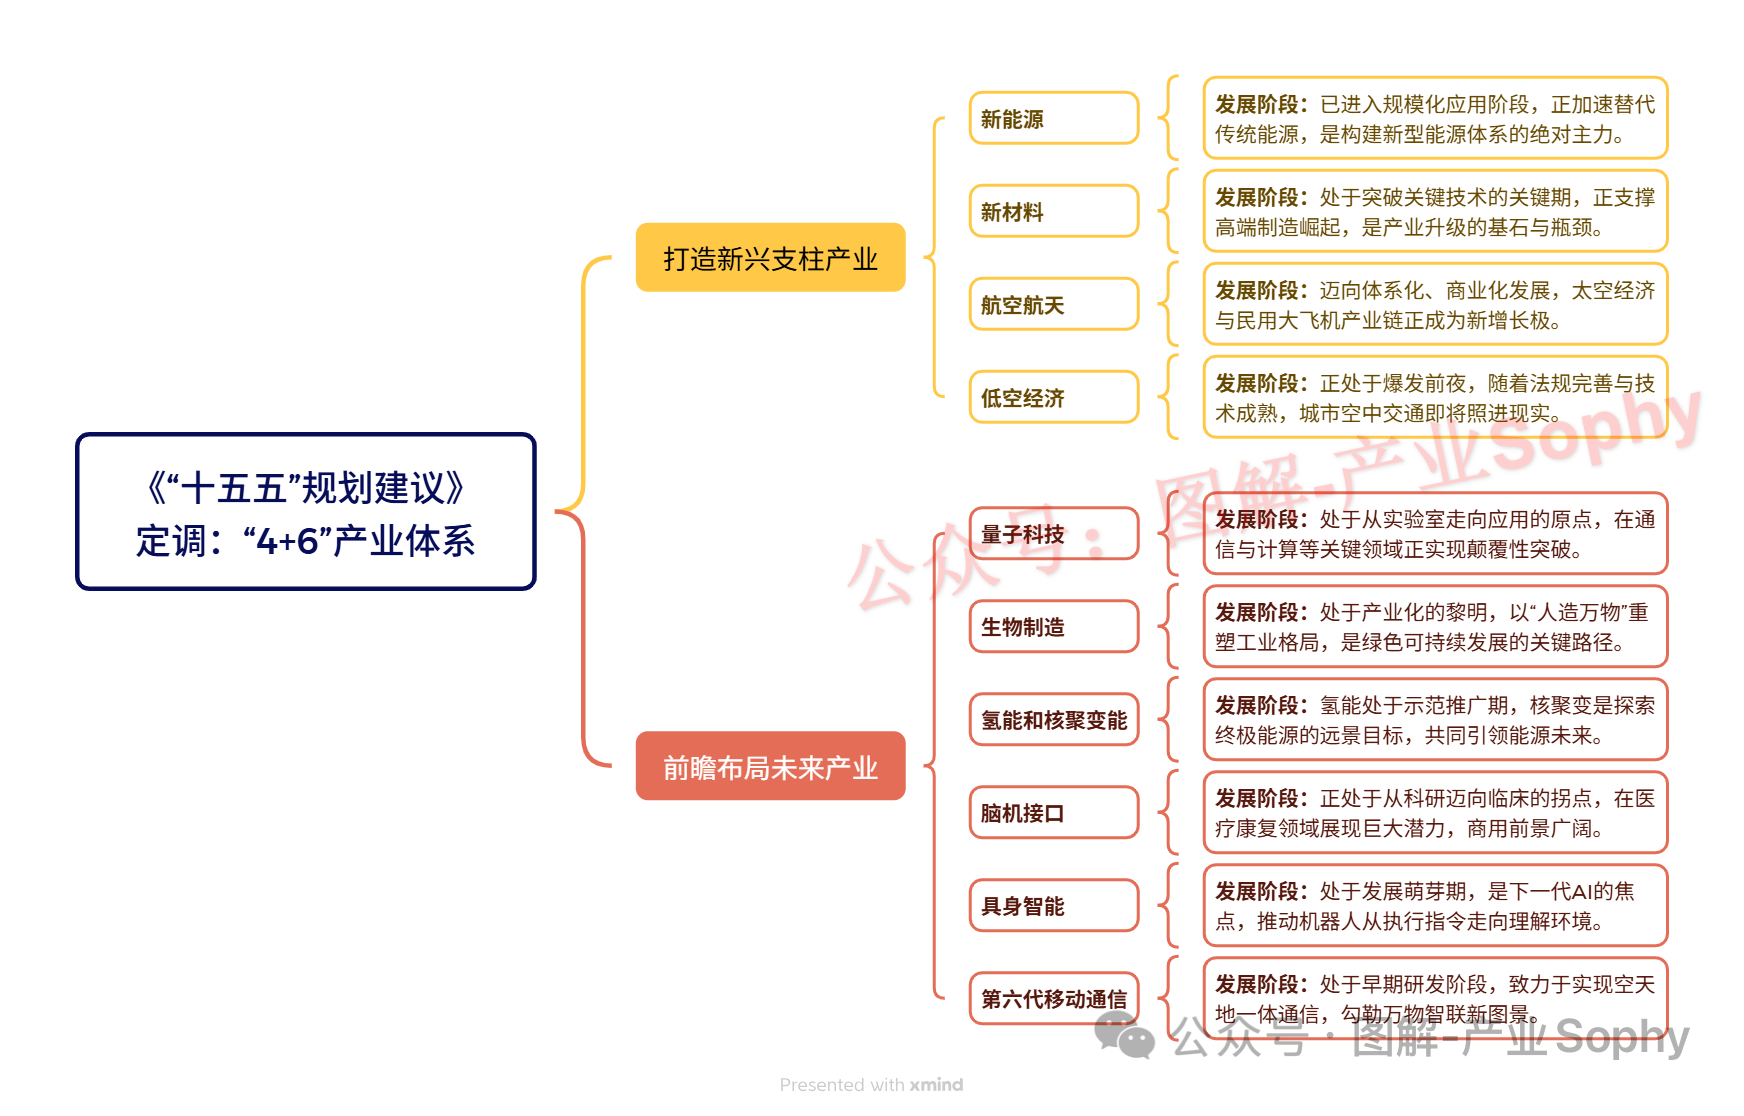 《“十五五”规划建议》
定调：“4+6”产业体系
打造新兴支柱产业
新能源
发展阶段：已进入规模化应用阶段，正加速替代
传统能源，是构建新型能源体系的绝对主力。
新材料
发展阶段：处于突破关键技术的关键期，正支撑
高端制造崛起，是产业升级的基石与瓶颈。
航空航天
发展阶段：迈向体系化、商业化发展，太空经济
与民用大飞机产业链正成为新增长极。
低空经济
发展阶段：正处于爆发前夜，随着法规完善与技
术成熟，城市空中交通即将照进现实。
前瞻布局未来产业
量子科技
发展阶段：处于从实验室走向应用的原点，在通
信与计算等关键领域正实现颠覆性突破。
生物制造
发展阶段：处于产业化的黎明，以“人造万物”重
塑工业格局，是绿色可持续发展的关键路径。
氢能和核聚变能
发展阶段：氢能处于示范推广期，核聚变是探索
终极能源的远景目标，共同引领能源未来。
脑机接口
发展阶段：正处于从科研迈向临床的拐点，在医
疗康复领域展现巨大潜力，商用前景广阔。
具身智能
发展阶段：处于发展萌芽期，是下一代AI的焦
点，推动机器人从执行指令走向理解环境。
第六代移动通信
发展阶段：处于早期研发阶段，致力于实现空天
地一体通信，勾勒万物智联新图景。
公众号：图解-产业Sophy
公众号·图解-产业Sophy
Presented with xmind